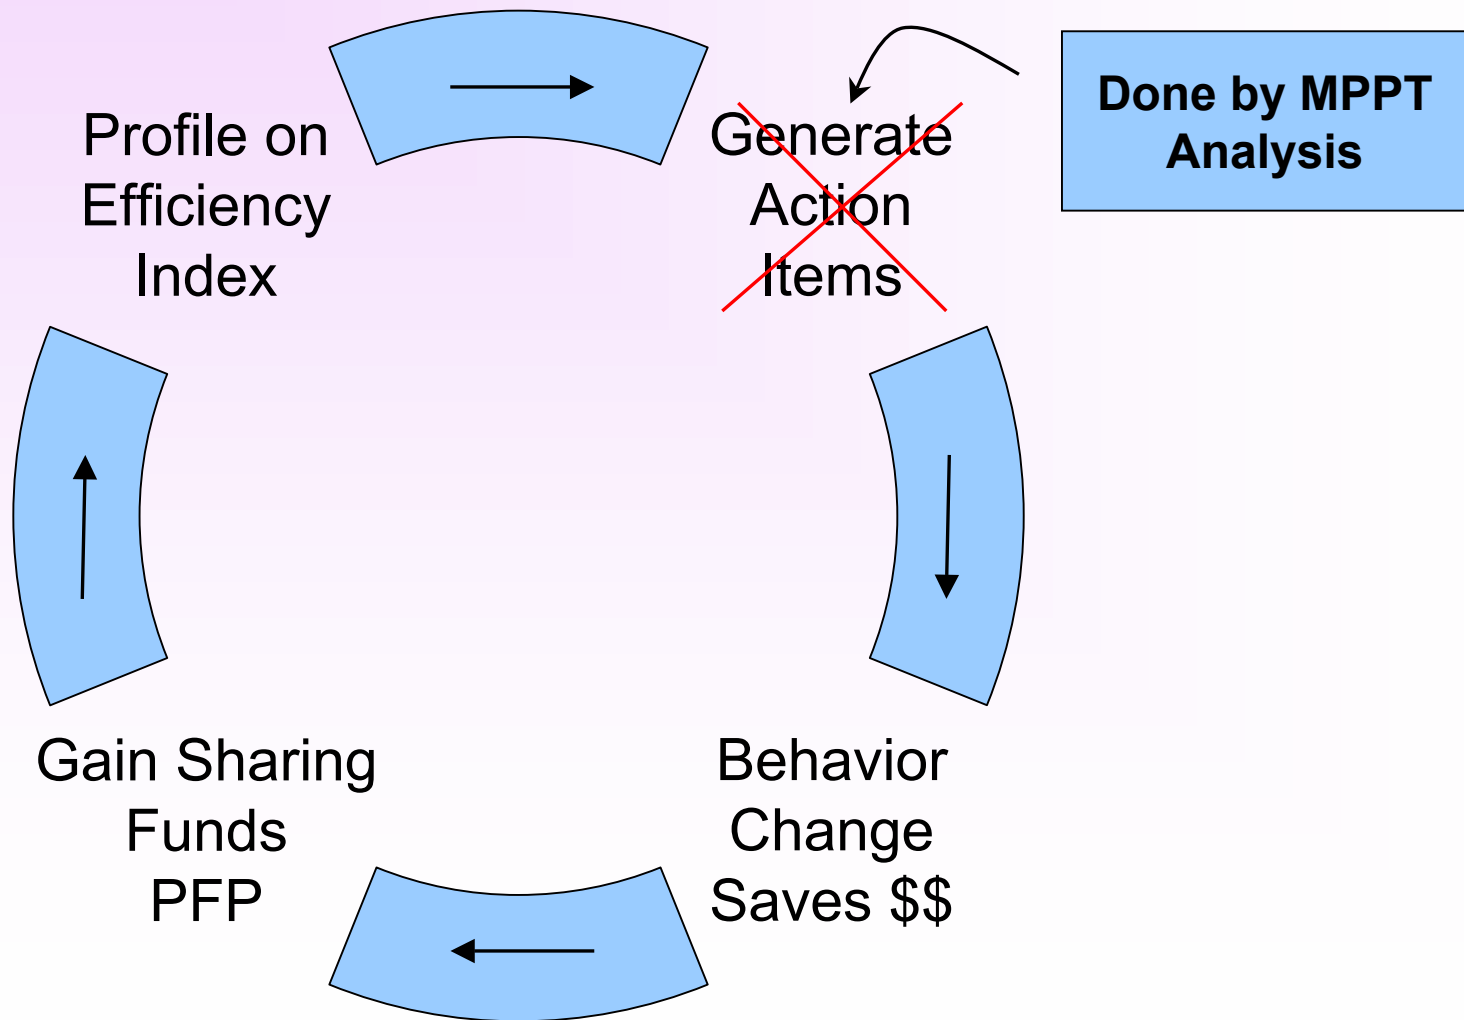 Profile on
Efficiency
Index
Generate
Action
Items
Done by MPPT
Analysis
Gain Sharing
Funds
PFP
Behavior
Change
Saves $$